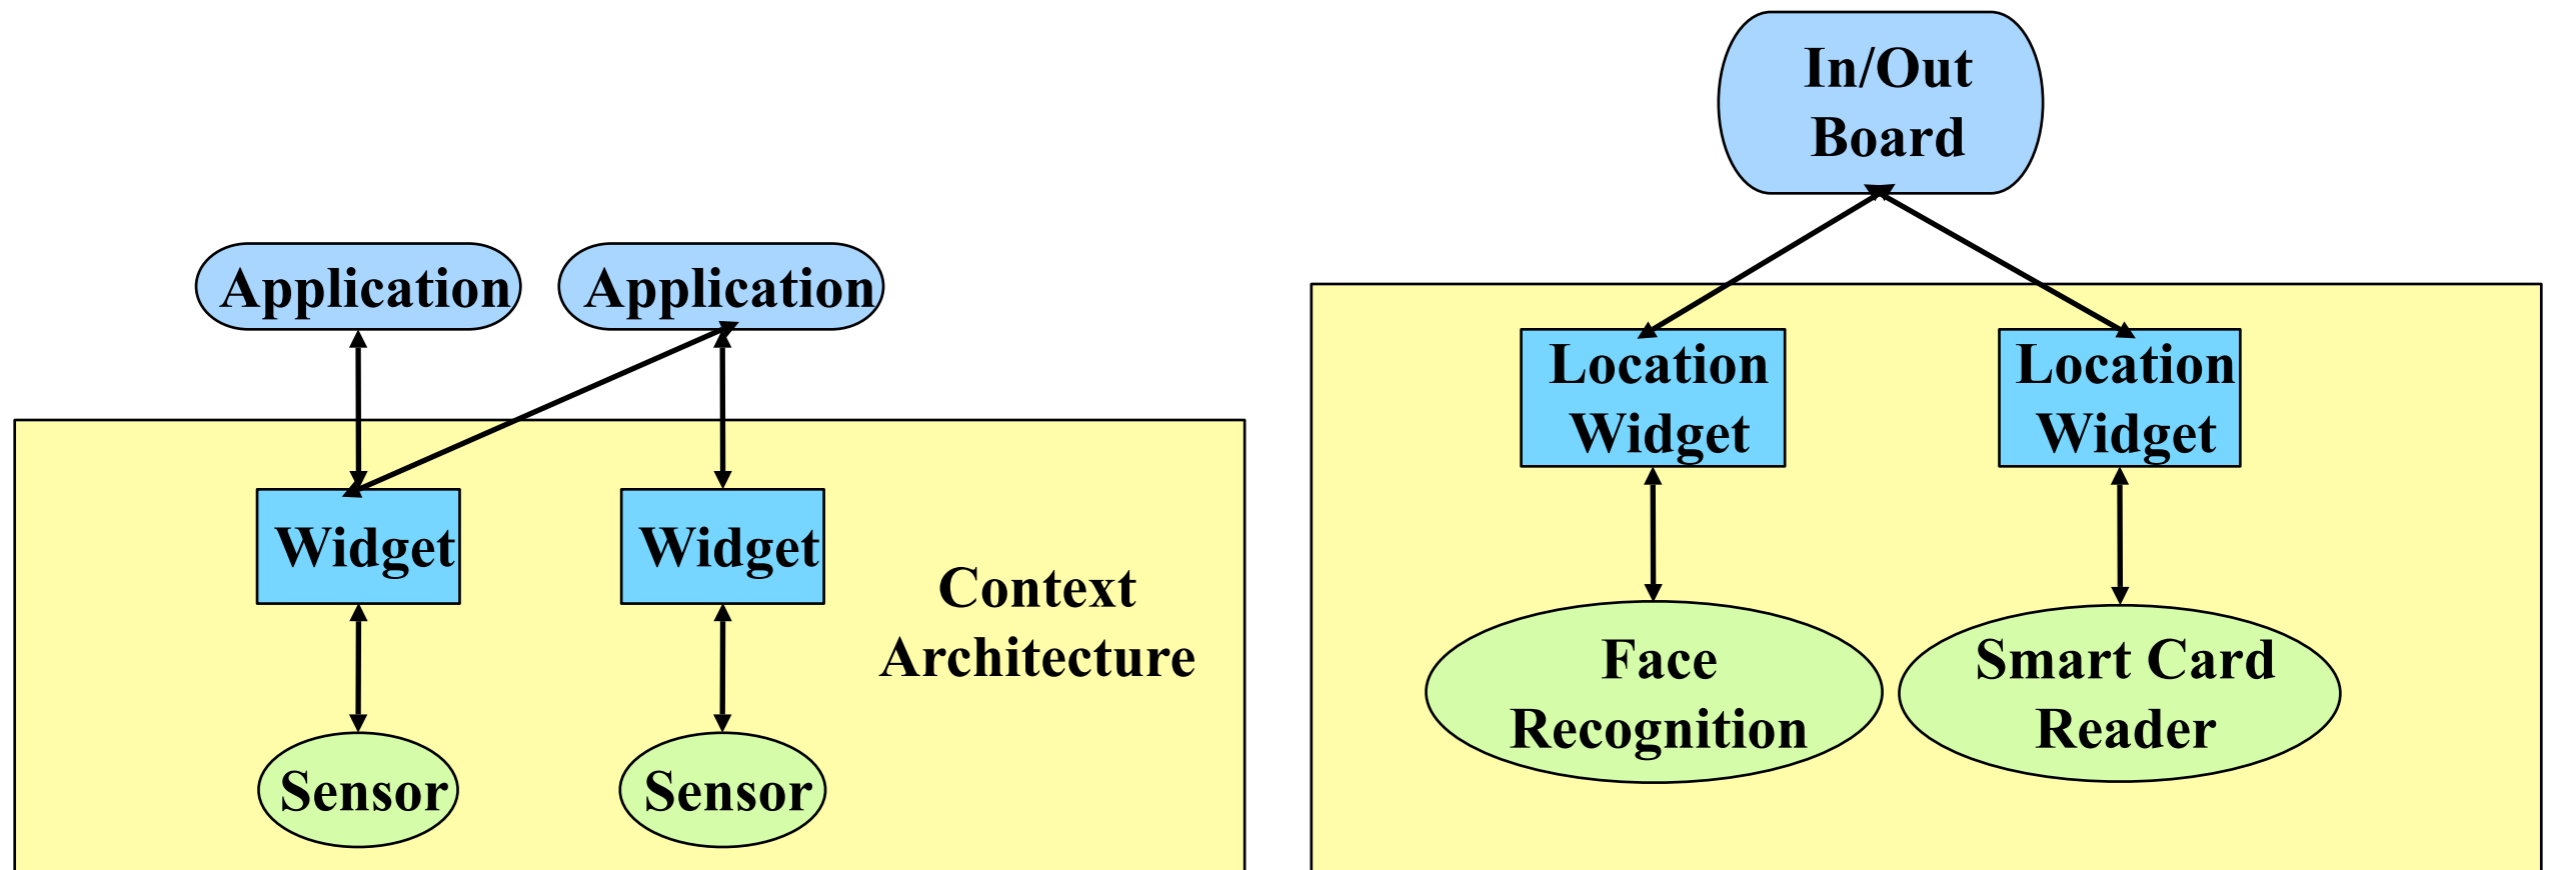 Application
Application
Widget
Widget
Context
Architecture
Sensor
Sensor
In/Out
Board
Location
Widget
Location
Widget
Face
Recognition
Smart Card
Reader